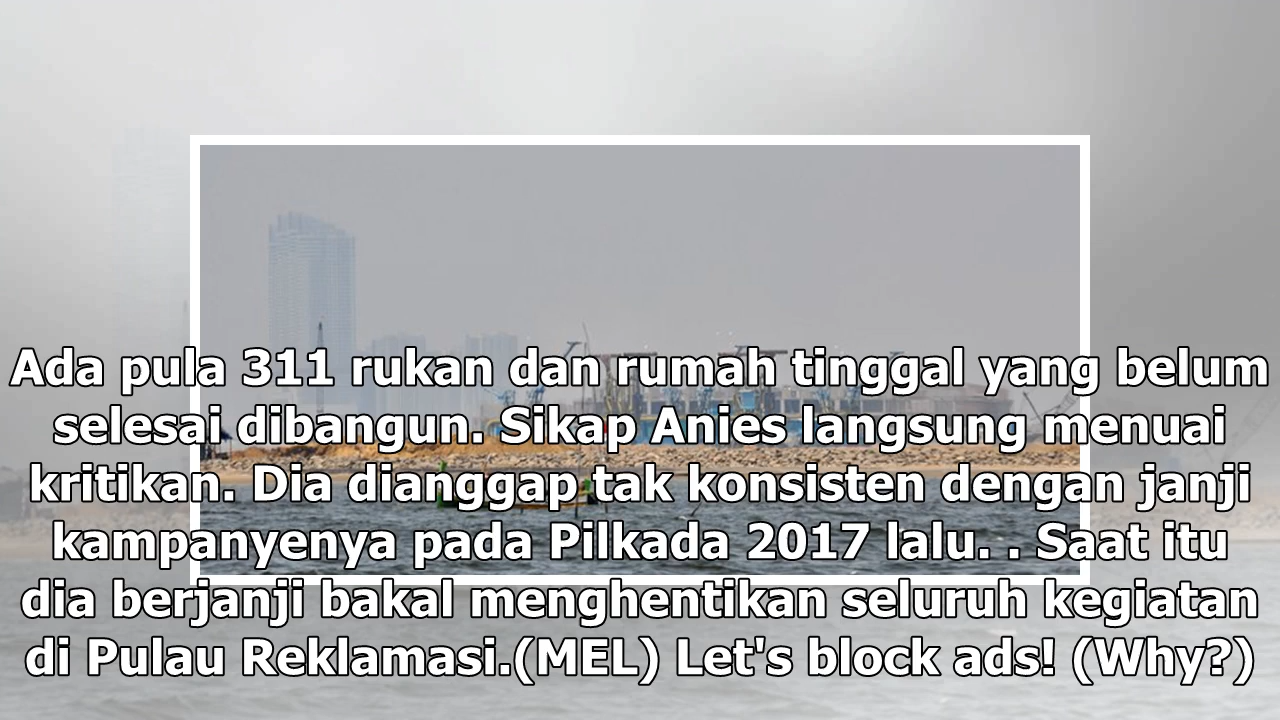 Ada pula 311 rukan dan rumah tinggal yang belum
selesai dibangun. Sikap Anies langsung menuai
kritikan. Dia dianggap tak konsisten dengan janji
kampanyenya pada Pilkada 2017 lalu. . Saat itu
dia berjanji bakal menghentikan seluruh kegiatan
di Pulau Reklamasi.(MEL) Let's block ads! (Why?)